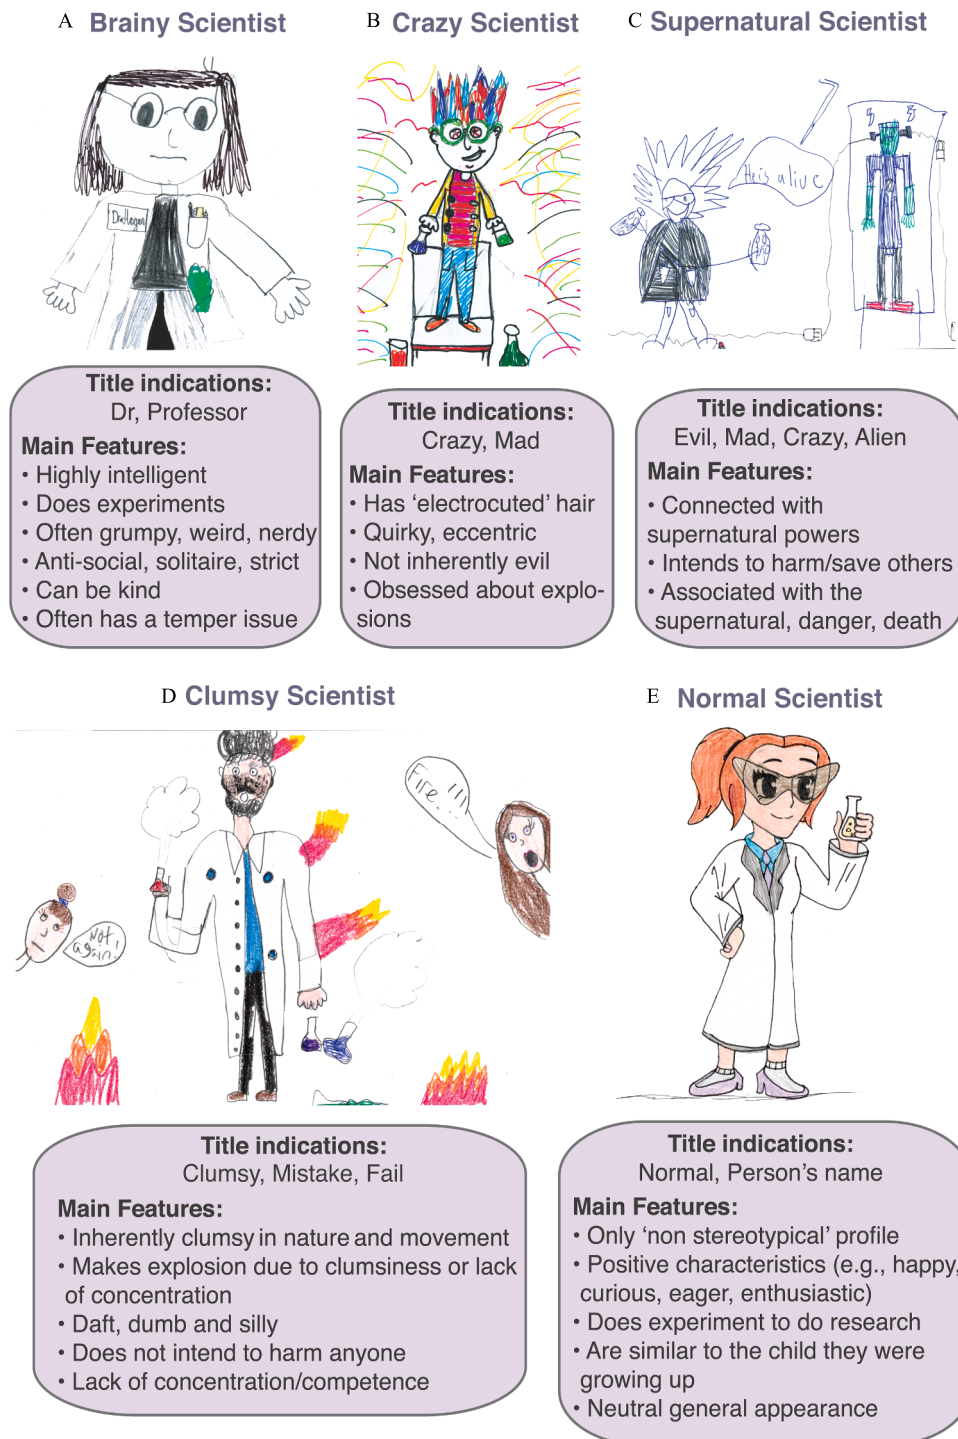 A Brainy Scientist
Title indications:
Dr, Professor
Main Features:
• Highly intelligent
• Does experiments
• Often grumpy, weird, nerdy
• Anti-social, solitaire, strict
• Can be kind
• Often has a temper issue
B Crazy Scientist
Title indications:
Crazy, Mad
Main Features:
• Has ‘electrocuted’ hair
• Quirky, eccentric
• Not inherently evil
• Obsessed about explo-
sions
C Supernatural Scientist
He is alive
Title indications:
Evil, Mad, Crazy, Alien
Main Features:
• Connected with
supernatural powers
• Intends to harm/save others
• Associated with the
supernatural, danger, death
D Clumsy Scientist
Fire!!!
Not
again!
Title indications:
Clumsy, Mistake, Fail
Main Features:
• Inherently clumsy in nature and movement
• Makes explosion due to clumsiness or lack
of concentration
• Daft, dumb and silly
• Does not intend to harm anyone
• Lack of concentration/competence
E Normal Scientist
Title indications:
Normal, Person’s name
Main Features:
• Only ‘non stereotypical’ profile
• Positive characteristics (e.g., happy,
curious, eager, enthusiastic)
• Does experiment to do research
• Are similar to the child they were
growing up
• Neutral general appearance